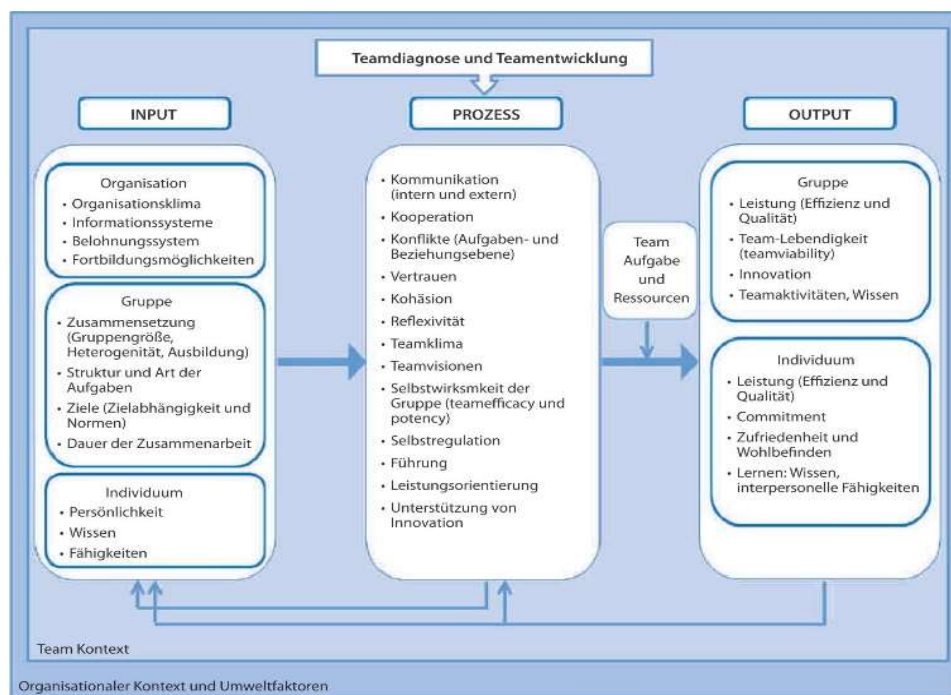 Teamdiagnose und Teamentwicklung
INPUT
Organisation
• Organisationsklima
• Informationssysteme
• Belohnungssystem
• Fortbildungsmöglichkeiten
Gruppe
• Zusammensetzung
(Gruppengröße,
Heterogenität, Ausbildung)
• Struktur und Art der
Aufgaben
• Ziele (Zielabhängigkeit und
Normen)
• Dauer der Zusammenarbeit
Individuum
• Persönlichkeit
• Wissen
• Fähigkeiten
PROZESS
• Kommunikation
(intern und extern)
• Kooperation
• Konflikte (Aufgaben- und
Beziehungsebene)
• Vertrauen
• Kohäsion
• Reflexivität
• Teamklima
• Teamvisionen
• Selbstwirksmkeit der
Gruppe (teamefficacy und
potency)
• Selbstregulation
• Führung
• Leistungsorientierung
• Unterstützung von
Innovation
Team
Aufgabe
und
Ressourcen
OUTPUT
Gruppe
• Leistung (Effizienz und
Qualität)
• Team-Lebendigkeit
(teamviability)
• Innovation
• Teamaktivitäten, Wissen
Individuum
• Leistung (Effizienz und
Qualität)
• Commitment
• Zufriedenheit und
Wohlbefinden
• Lernen: Wissen,
interpersonelle Fähigkeiten
Team Kontext
Organisationaler Kontext und Umweltfaktoren